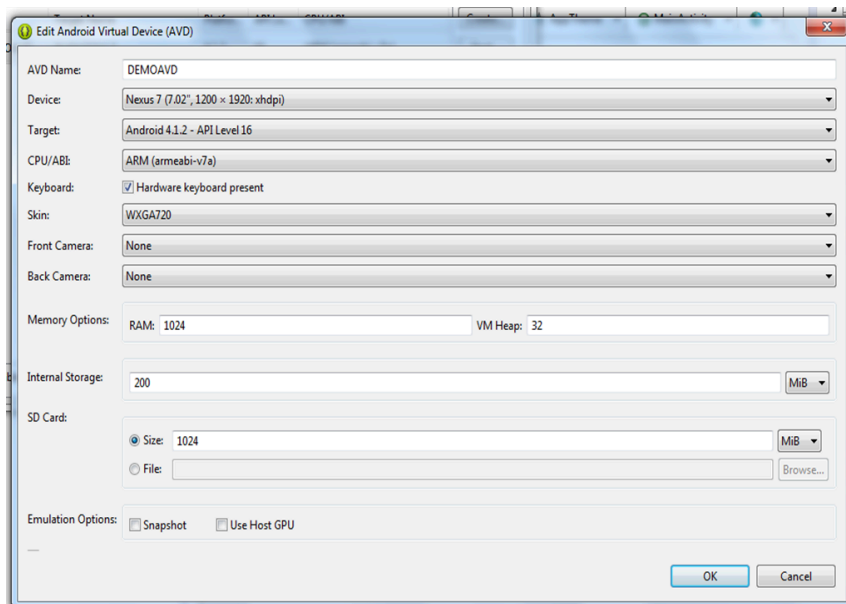 Edit Android Virtual Device (AVD)
AVD Name: DEMOAVD
Device: Nexus 7 (7.02", 1200 × 1920: xhdpi)
Target: Android 4.1.2 - API Level 16
CPU/ABI: ARM (armeabi-v7a)
Keyboard: Hardware keyboard present
Skin: WXGA720
Front Camera: None
Back Camera: None
Memory Options: RAM: 1024 VM Heap: 32
Internal Storage: 200 MiB
SD Card:
Size: 1024 MiB
File: Browse...
Emulation Options: Snapshot Use Host GPU
OK Cancel